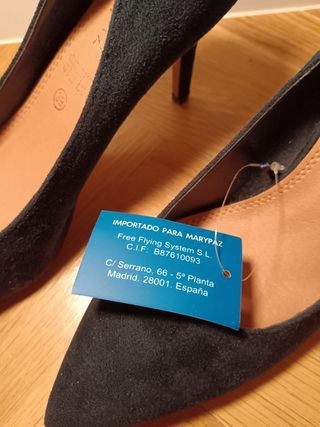 IMPORTADO PARA MARYPAZ
Free Flying System S.L.
C.I.F. B87610093
C/ Serrano, 66 - 5ª Planta
Madrid. 28001. España